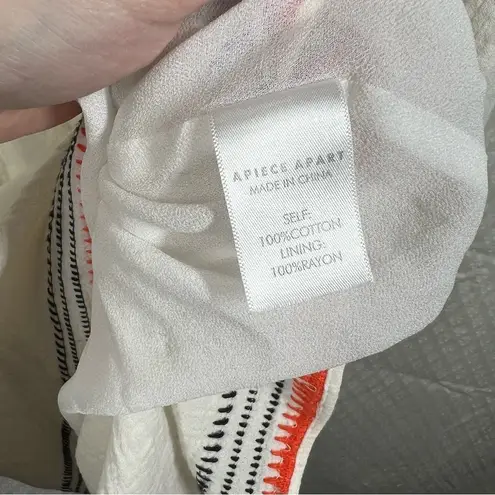 APIECE APART
MADE IN CHINA
SELF:
100%COTTON
LINING:
100%RAYON